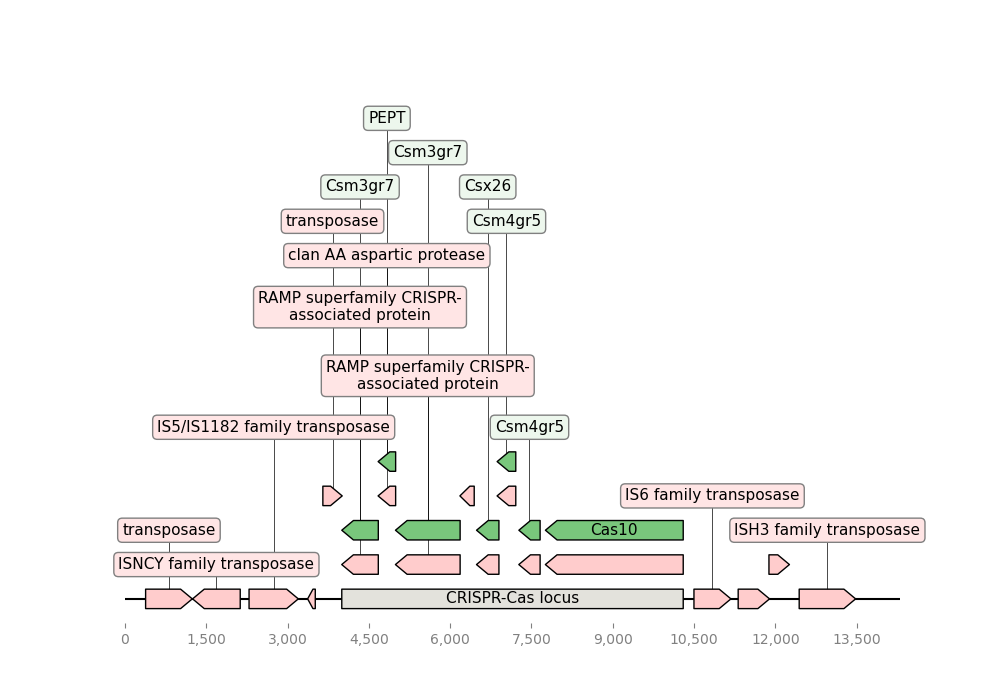 PEPT
Csm3gr7
Csm3gr7
Csx26
transposase
Csm4gr5
clan AA aspartic protease
RAMP superfamily CRISPR-
associated protein
RAMP superfamily CRISPR-
associated protein
IS5/IS1182 family transposase
Csm4gr5
IS6 family transposase
transposase
Cas10
ISH3 family transposase
ISNCY family transposase
CRISPR-Cas locus
0
1,500
3,000
4,500
6,000
7,500
9,000
10,500
12,000
13,500